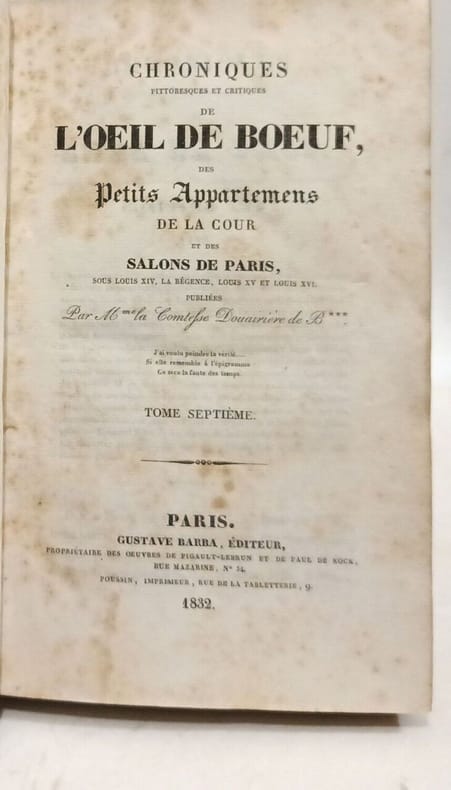 CHRONIQUES
PITTORESQUES ET CRITIQUES
DE
L'OEIL DE BOEUF,
DES
Petits Appartemens
DE LA COUR
ET DES
SALONS DE PARIS,
SOUS LOUIS XIV, LA RÉGENCE, LOUIS XV ET LOUIS XVI.
PUBLIÉES
Par Mme la Comtesse Douairière de B***.
J'ai voulu peindre la vérité....
Si elle ressemble à l'épigramme
Ce sera la faute des temps.
TOME SEPTIÈME.
PARIS.
GUSTAVE BARBA, ÉDITEUR,
PROPRIÉTAIRE DES OEUVRES DE PIGAULT-LEBRUN ET DE PAUL DE KOCK,
RUE MAZARINE, N° 34.
POUSSIN, IMPRIMEUR, RUE DE LA TABLETTERIE, 9.
1832.